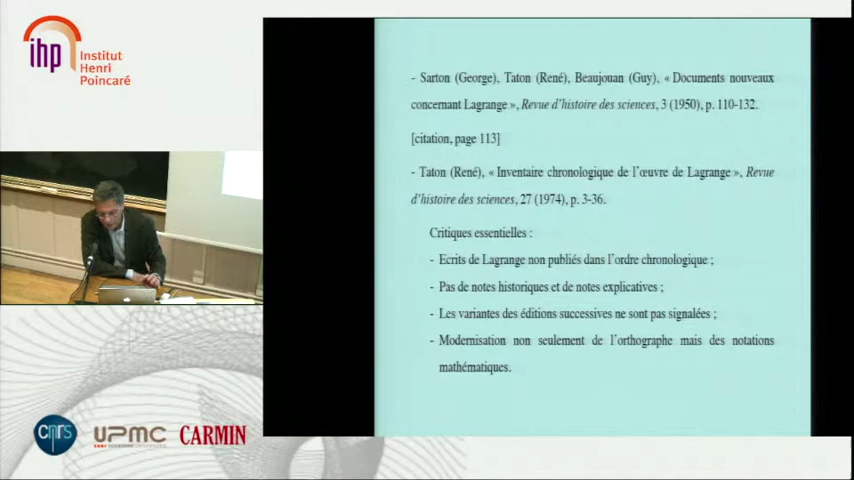 ihp
Institut
Henri
Poincaré
- Sarton (George), Taton (René), Beaujouan (Guy), « Documents nouveaux
concernant Lagrange », Revue d'histoire des sciences, 3 (1950), p. 110-132.
[citation, page 113]
- Taton (René), « Inventaire chronologique de l'œuvre de Lagrange », Revue
d'histoire des sciences, 27 (1974), p. 3-36.
Critiques essentielles :
- Ecrits de Lagrange non publiés dans l'ordre chronologique ;
- Pas de notes historiques et de notes explicatives ;
- Les variantes des éditions successives ne sont pas signalées ;
- Modernisation non seulement de l'orthographe mais des notations
mathématiques.
cnrs
UPMC
CARMIN